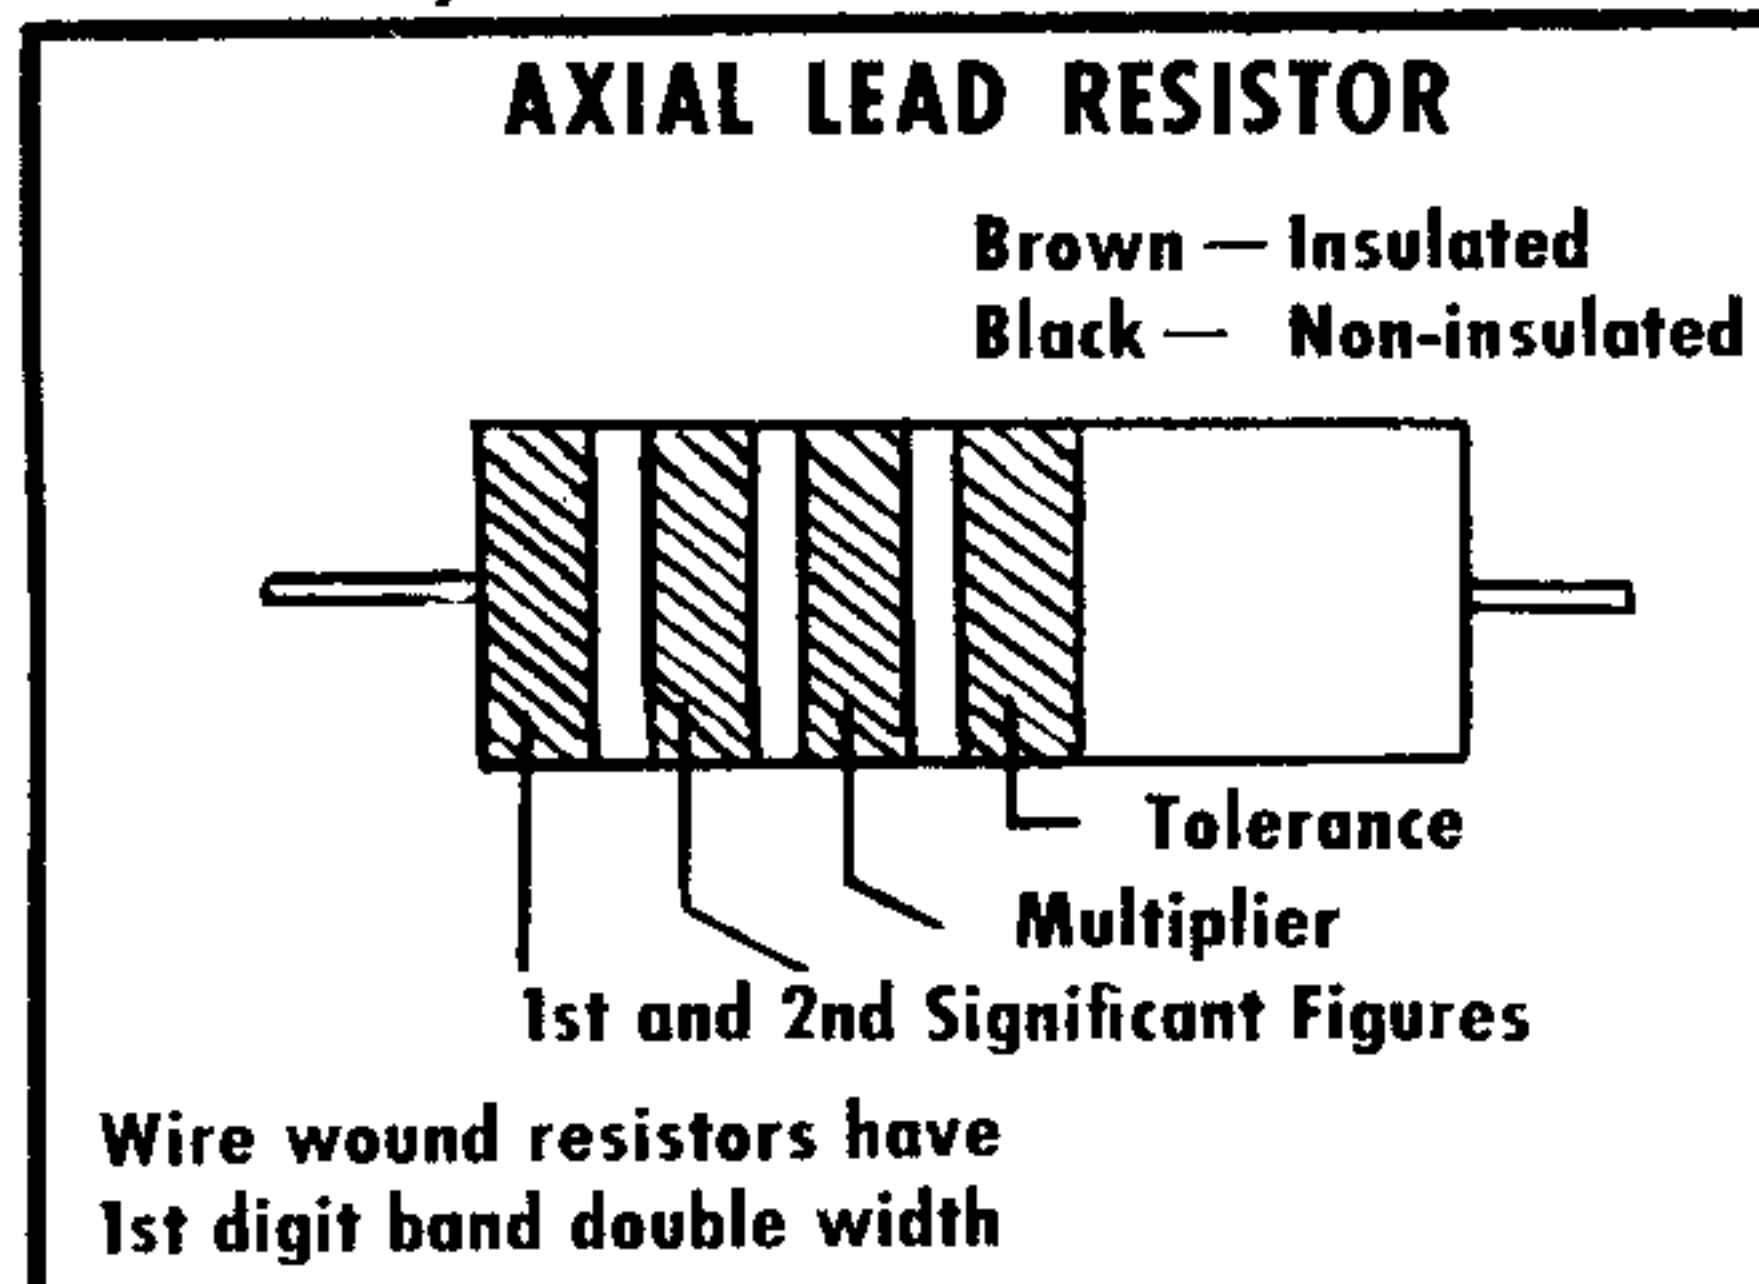 AXIAL LEAD RESISTOR
Brown — Insulated
Black — Non-insulated
Tolerance
Multiplier
1st and 2nd Significant Figures
Wire wound resistors have
1st digit band double width